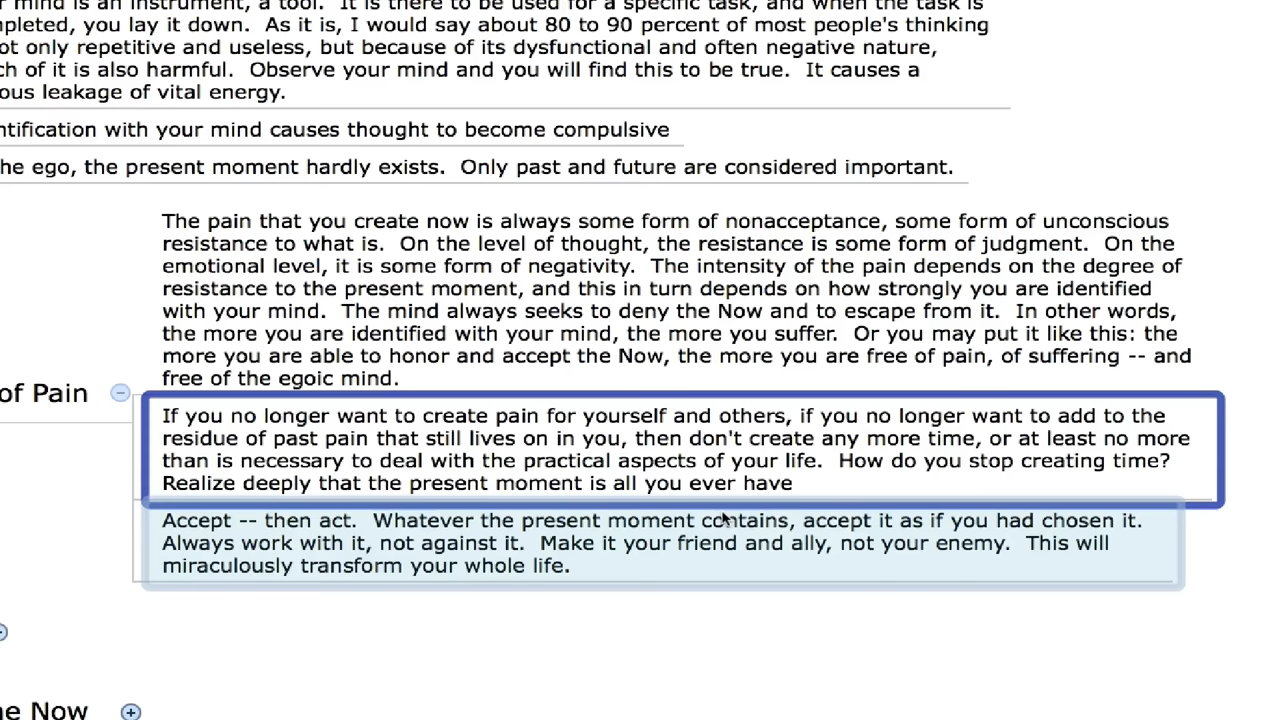 mind is an instrument, a tool.  It is there to be used for a specific task, and when the task is
mpleted, you lay it down.  As it is, I would say about 80 to 90 percent of most people's thinking
not only repetitive and useless, but because of its dysfunctional and often negative nature,
ch of it is also harmful.  Observe your mind and you will find this to be true.  It causes a
ous leakage of vital energy.
ntification with your mind causes thought to become compulsive
he ego, the present moment hardly exists.  Only past and future are considered important.
The pain that you create now is always some form of nonacceptance, some form of unconscious
resistance to what is.  On the level of thought, the resistance is some form of judgment.  On the
emotional level, it is some form of negativity.  The intensity of the pain depends on the degree of
resistance to the present moment, and this in turn depends on how strongly you are identified
with your mind.  The mind always seeks to deny the Now and to escape from it.  In other words,
the more you are identified with your mind, the more you suffer.  Or you may put it like this: the
more you are able to honor and accept the Now, the more you are free of pain, of suffering -- and
free of the egoic mind.
of Pain
If you no longer want to create pain for yourself and others, if you no longer want to add to the
residue of past pain that still lives on in you, then don't create any more time, or at least no more
than is necessary to deal with the practical aspects of your life.  How do you stop creating time?
Realize deeply that the present moment is all you ever have
Accept -- then act.  Whatever the present moment contains, accept it as if you had chosen it.
Always work with it, not against it.  Make it your friend and ally, not your enemy.  This will
miraculously transform your whole life.
he Now